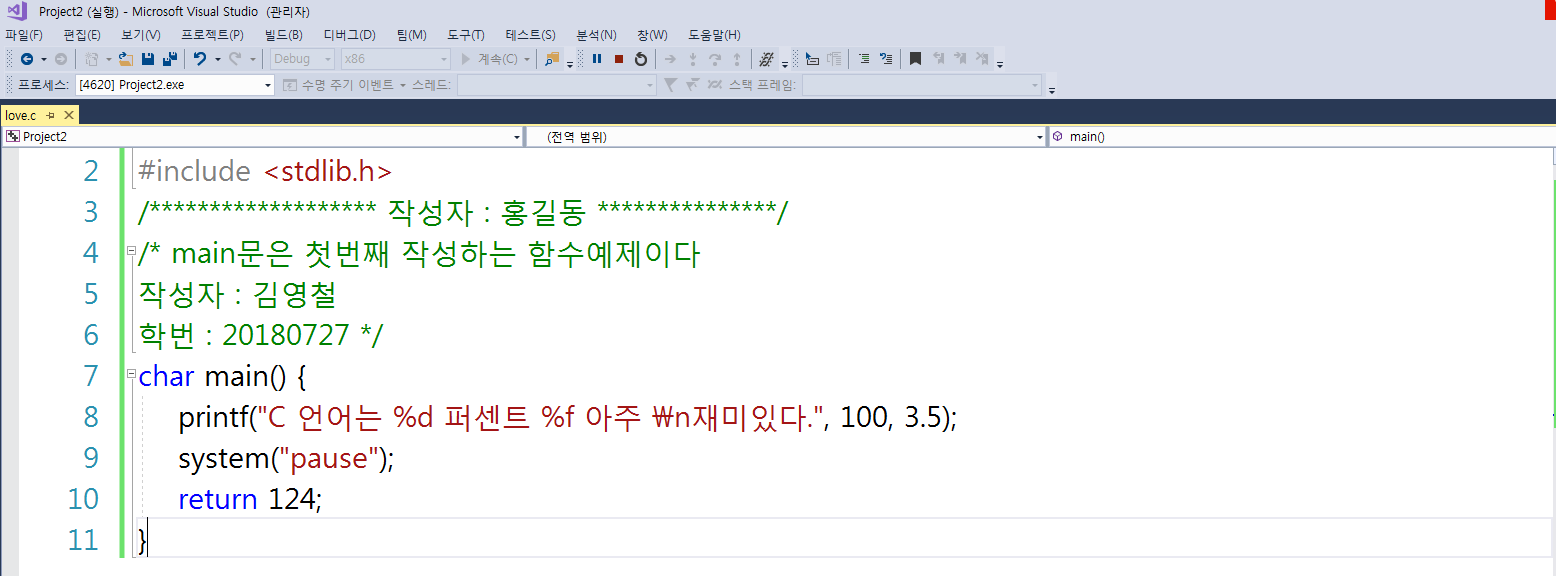 Project2 (실행) - Microsoft Visual Studio (관리자)
파일(F) 편집(E) 보기(V) 프로젝트(P) 빌드(B) 디버그(D) 팀(M) 도구(T) 테스트(S) 분석(N) 창(W) 도움말(H)
Debug x86 계속(C)
프로세스: [4620] Project2.exe 수명 주기 이벤트 스레드: 스택 프레임:
love.c
Project2 (전역 범위) main()
2 #include <stdlib.h>
3 /******************* 작성자 : 홍길동 ***************/
4 /* main문은 첫번째 작성하는 함수예제이다
5 작성자 : 김영철
6 학번 : 20180727 */
7 char main() {
8 printf("C 언어는 %d 퍼센트 %f 아주 ₩n재미있다.", 100, 3.5);
9 system("pause");
10 return 124;
11 }